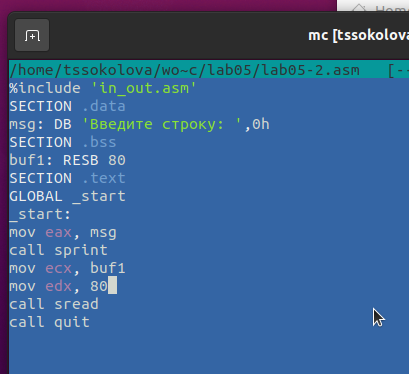 mc [tssokolova
/home/tssokolova/wo~c/lab05/lab05-2.asm [--
%include 'in_out.asm'
SECTION .data
msg: DB 'Введите строку: ',0h
SECTION .bss
buf1: RESB 80
SECTION .text
GLOBAL _start
_start:
mov eax, msg
call sprint
mov ecx, buf1
mov edx, 80
call sread
call quit